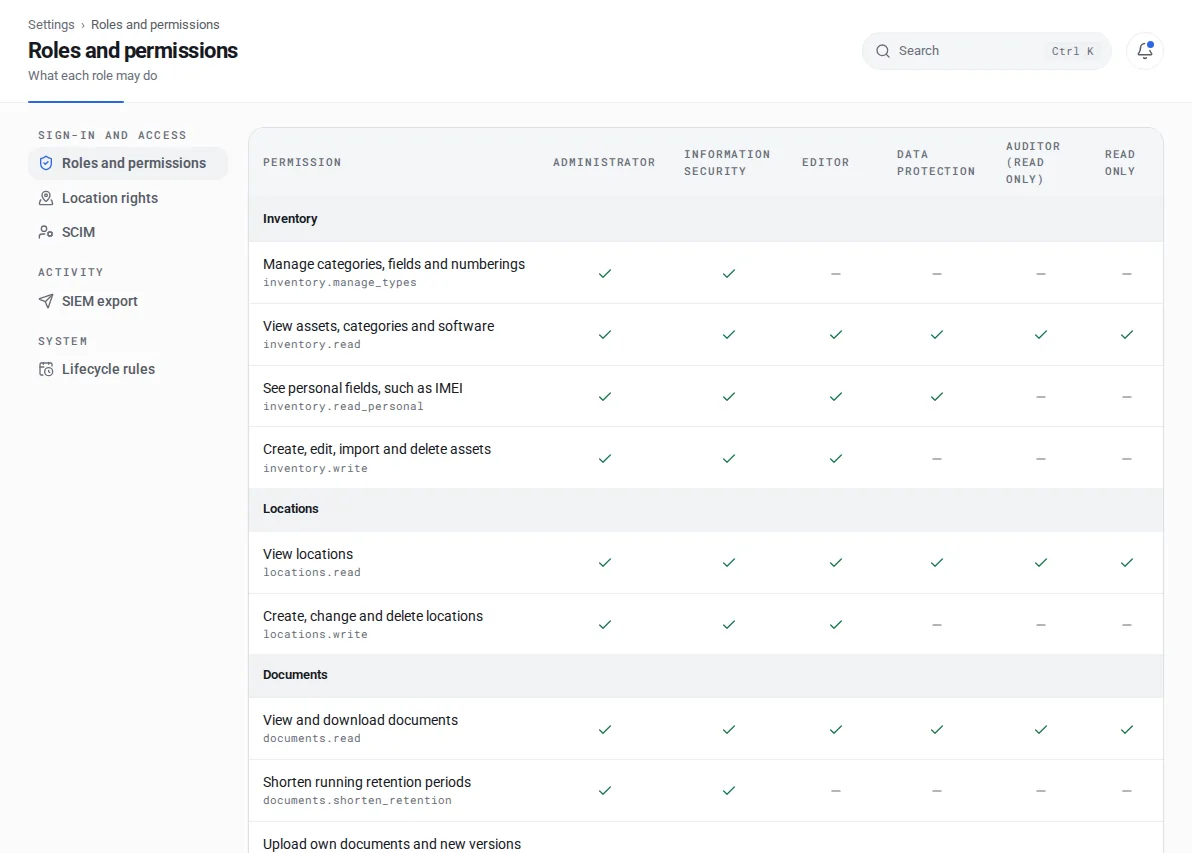 Settings › Roles and permissions
Roles and permissions
What each role may do
Search Ctrl K
SIGN-IN AND ACCESS
Roles and permissions
Location rights
SCIM
ACTIVITY
SIEM export
SYSTEM
Lifecycle rules
PERMISSION ADMINISTRATOR INFORMATION SECURITY EDITOR DATA PROTECTION AUDITOR (READ ONLY) READ ONLY
Inventory
Manage categories, fields and numberings
inventory.manage_types
✓ ✓ – – – –
View assets, categories and software
inventory.read
✓ ✓ ✓ ✓ ✓ ✓
See personal fields, such as IMEI
inventory.read_personal
✓ ✓ ✓ ✓ – –
Create, edit, import and delete assets
inventory.write
✓ ✓ ✓ – – –
Locations
View locations
locations.read
✓ ✓ ✓ ✓ ✓ ✓
Create, change and delete locations
locations.write
✓ ✓ ✓ – – –
Documents
View and download documents
documents.read
✓ ✓ ✓ ✓ ✓ ✓
Shorten running retention periods
documents.shorten_retention
✓ ✓ – – – –
Upload own documents and new versions